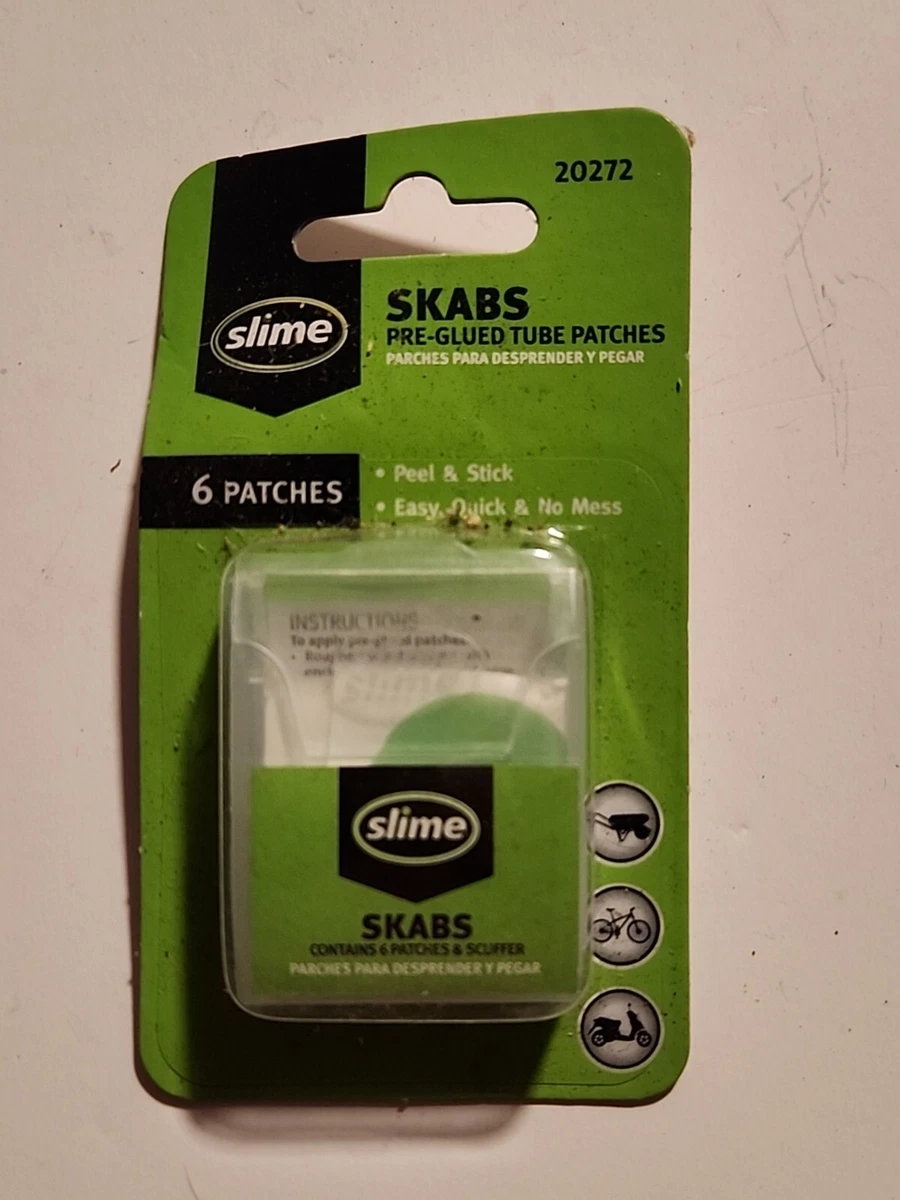 20272
slime
SKABS
PRE-GLUED TUBE PATCHES
PARCHES PARA DESPRENDER Y PEGAR
6 PATCHES
• Peel & Stick
• Easy, Quick & No Mess
INSTRUCTIONS
To apply pre-glued patches
slime
slime
SKABS
CONTAINS 6 PATCHES & SCUFFER
PARCHES PARA DESPRENDER Y PEGAR